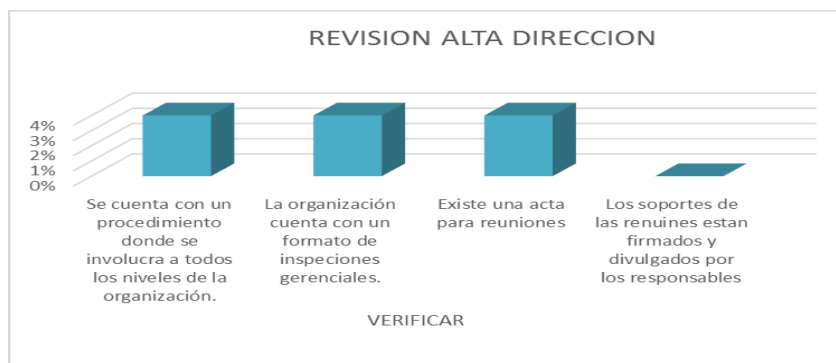 REVISION ALTA DIRECCION
4%
3%
2%
1%
0%
Se cuenta con un
procedimiento
donde se
involucra a todos
los niveles de la
organización.
La organización
cuenta con un
formato de
inspeciones
gerenciales.
Existe una acta
para reuniones
Los soportes de
las renuines estan
firmados y
divulgados por
los responsables
VERIFICAR